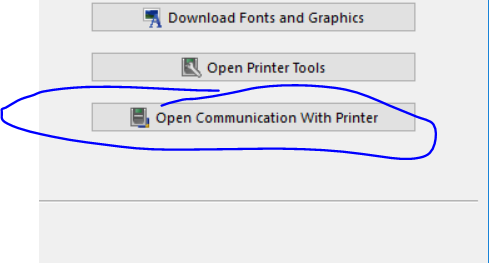 Download Fonts and Graphics
Open Printer Tools
Open Communication With Printer